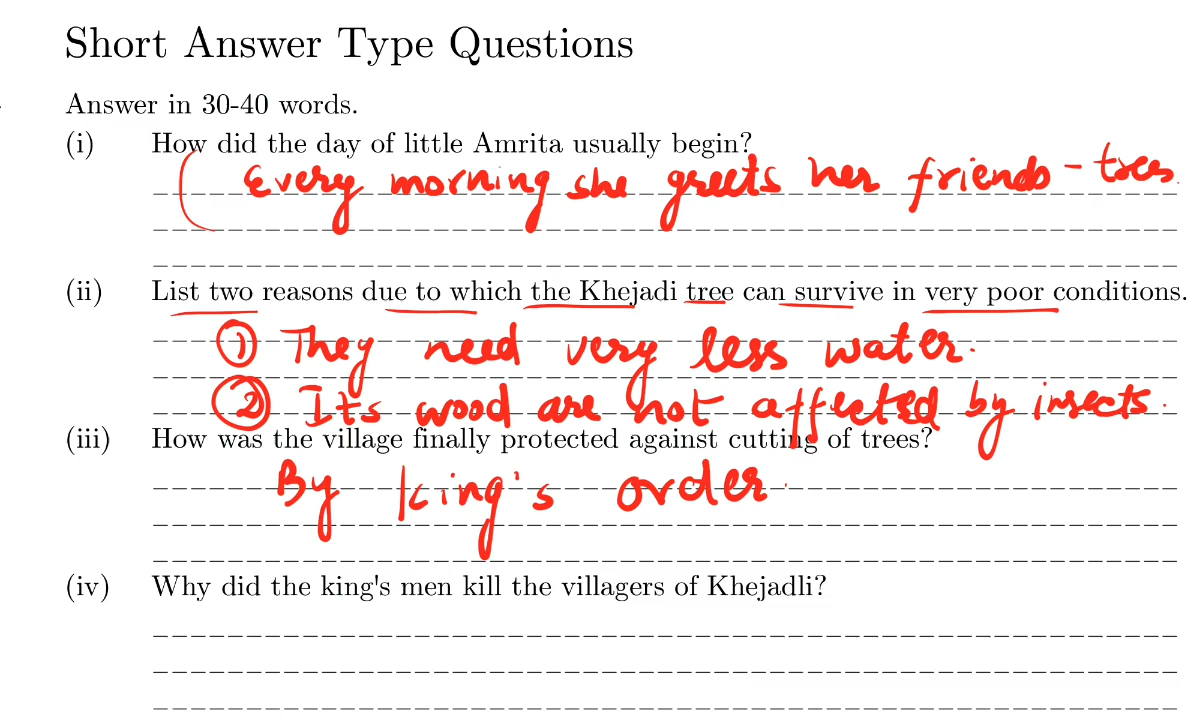 Short Answer Type Questions
Answer in 30-40 words.
(i) How did the day of little Amrita usually begin?
Every morning she greets her friends - trees.
(ii) List two reasons due to which the Khejadi tree can survive in very poor conditions.
① They need very less water.
② Its wood are not affected by insects.
(iii) How was the village finally protected against cutting of trees?
By king's order.
(iv) Why did the king's men kill the villagers of Khejadli?